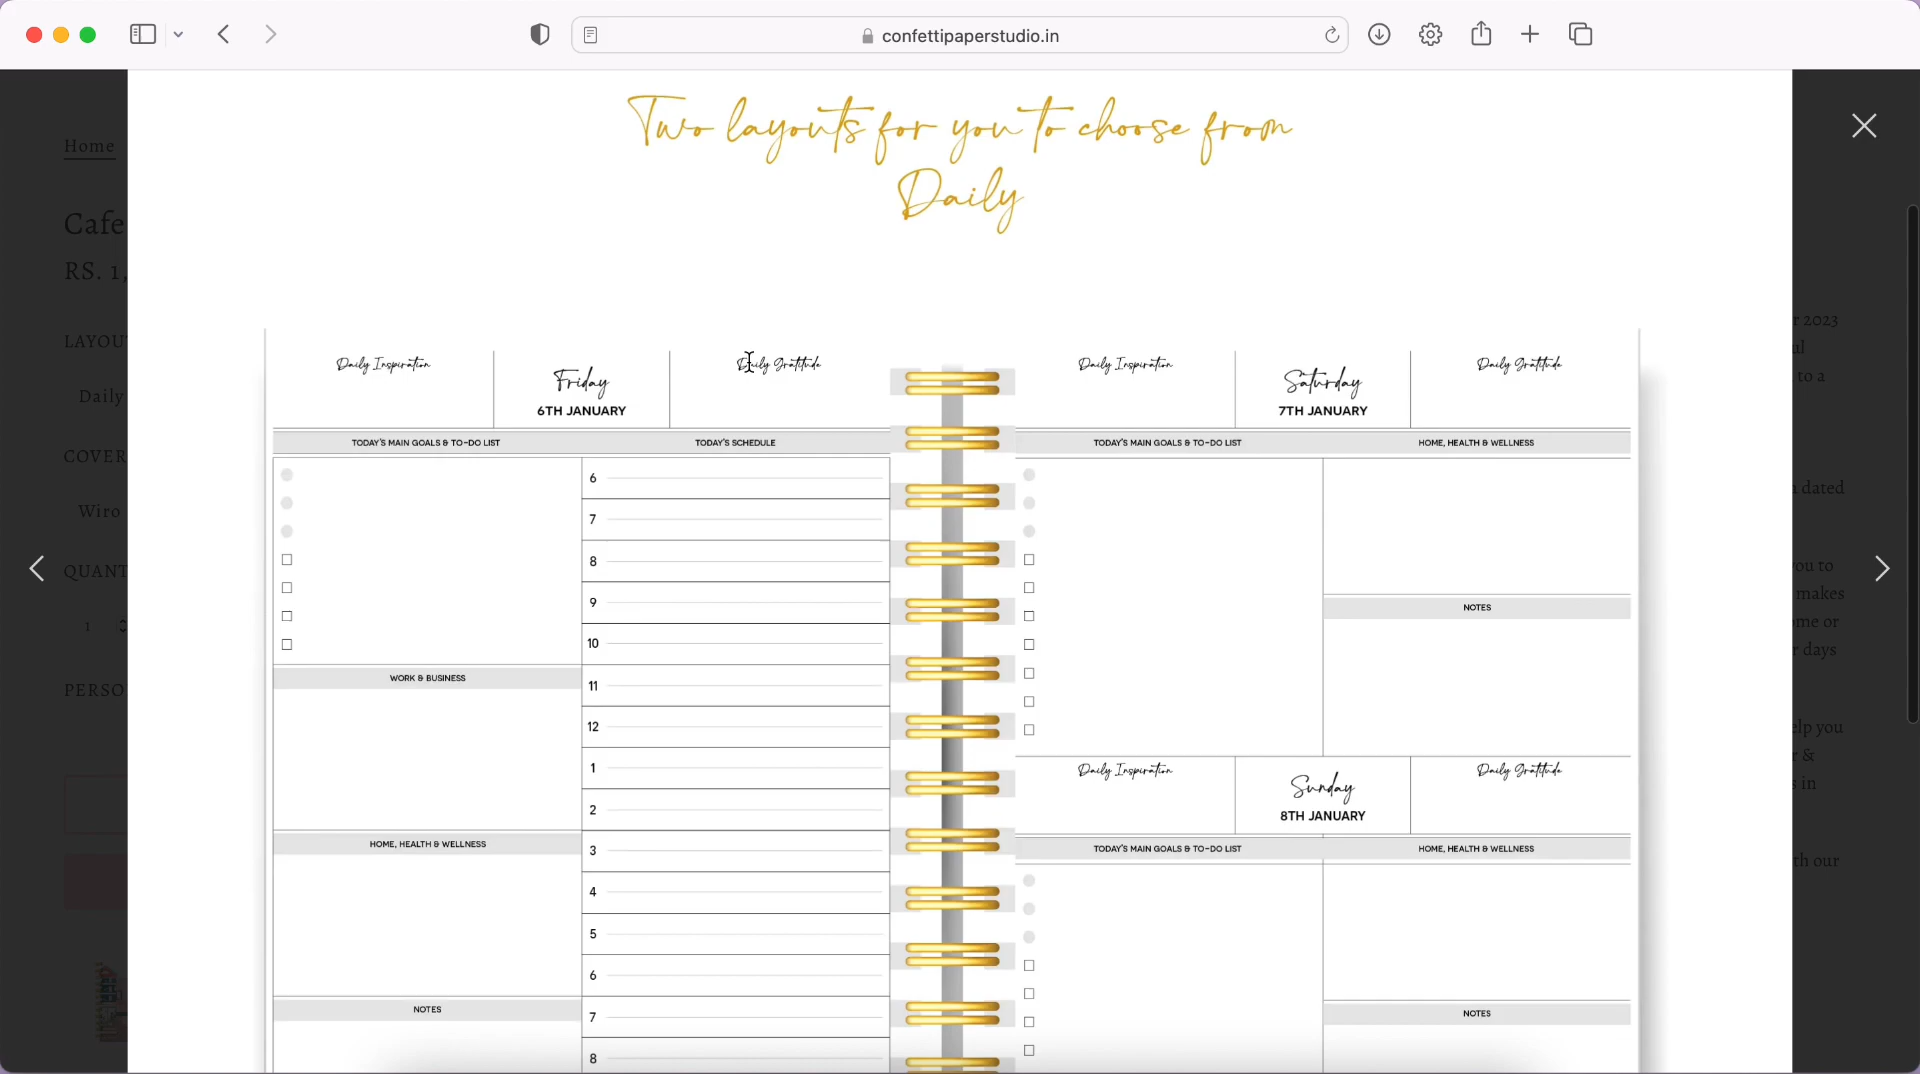 confettipaperstudio.in
Two layouts for you to choose from
Daily
Home
Cafe
RS. 1,
LAYOU
Daily
COVER
Wiro
QUANT
1
PERSO
Daily Inspiration
Friday
6TH JANUARY
Daily Gratitude
TODAY'S MAIN GOALS & TO-DO LIST
TODAY'S SCHEDULE
6
7
8
9
10
11
12
1
2
3
4
5
6
7
8
WORK & BUSINESS
HOME, HEALTH & WELLNESS
NOTES
Daily Inspiration
Saturday
7TH JANUARY
Daily Gratitude
TODAY'S MAIN GOALS & TO-DO LIST
HOME, HEALTH & WELLNESS
NOTES
Daily Inspiration
Sunday
8TH JANUARY
Daily Gratitude
TODAY'S MAIN GOALS & TO-DO LIST
HOME, HEALTH & WELLNESS
NOTES
r 2023
to a
dated
ou to
makes
ome or
r days
elp you
&
s in
th our